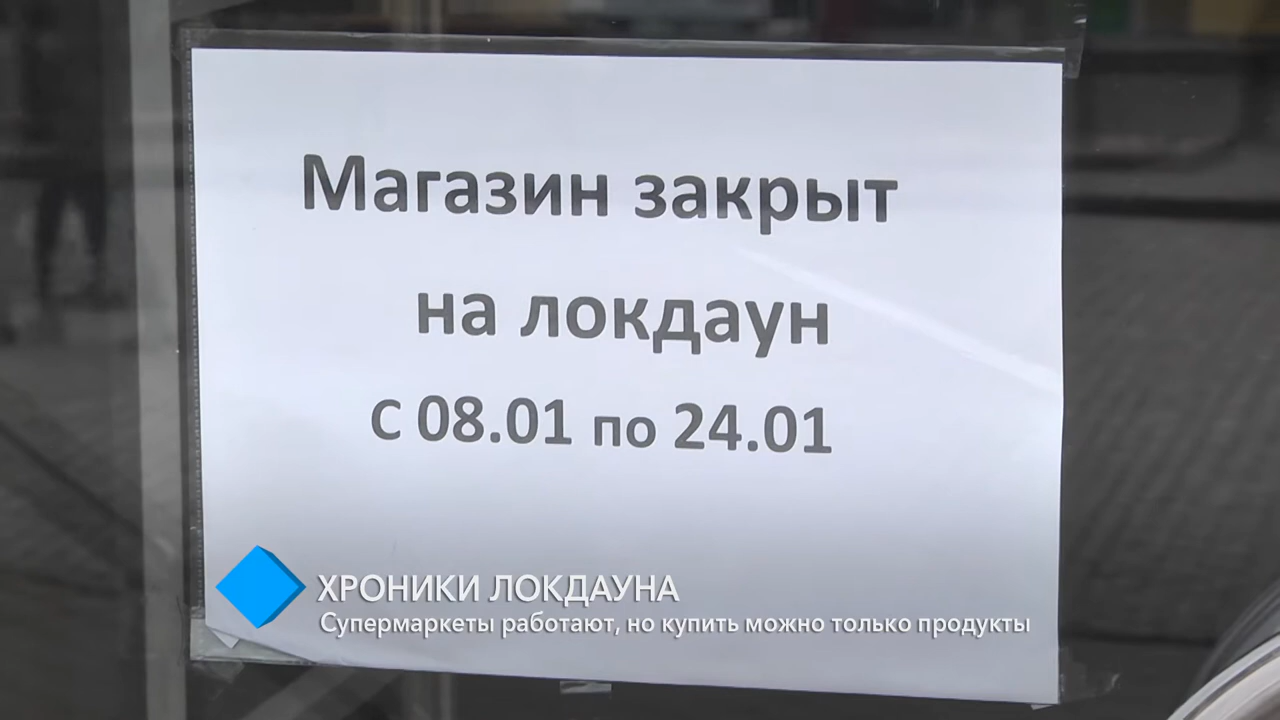 Магазин закрыт
на локдаун
С 08.01 по 24.01
ХРОНИКИ ЛОКДАУНА
Супермаркеты работают, но купить можно только продукты